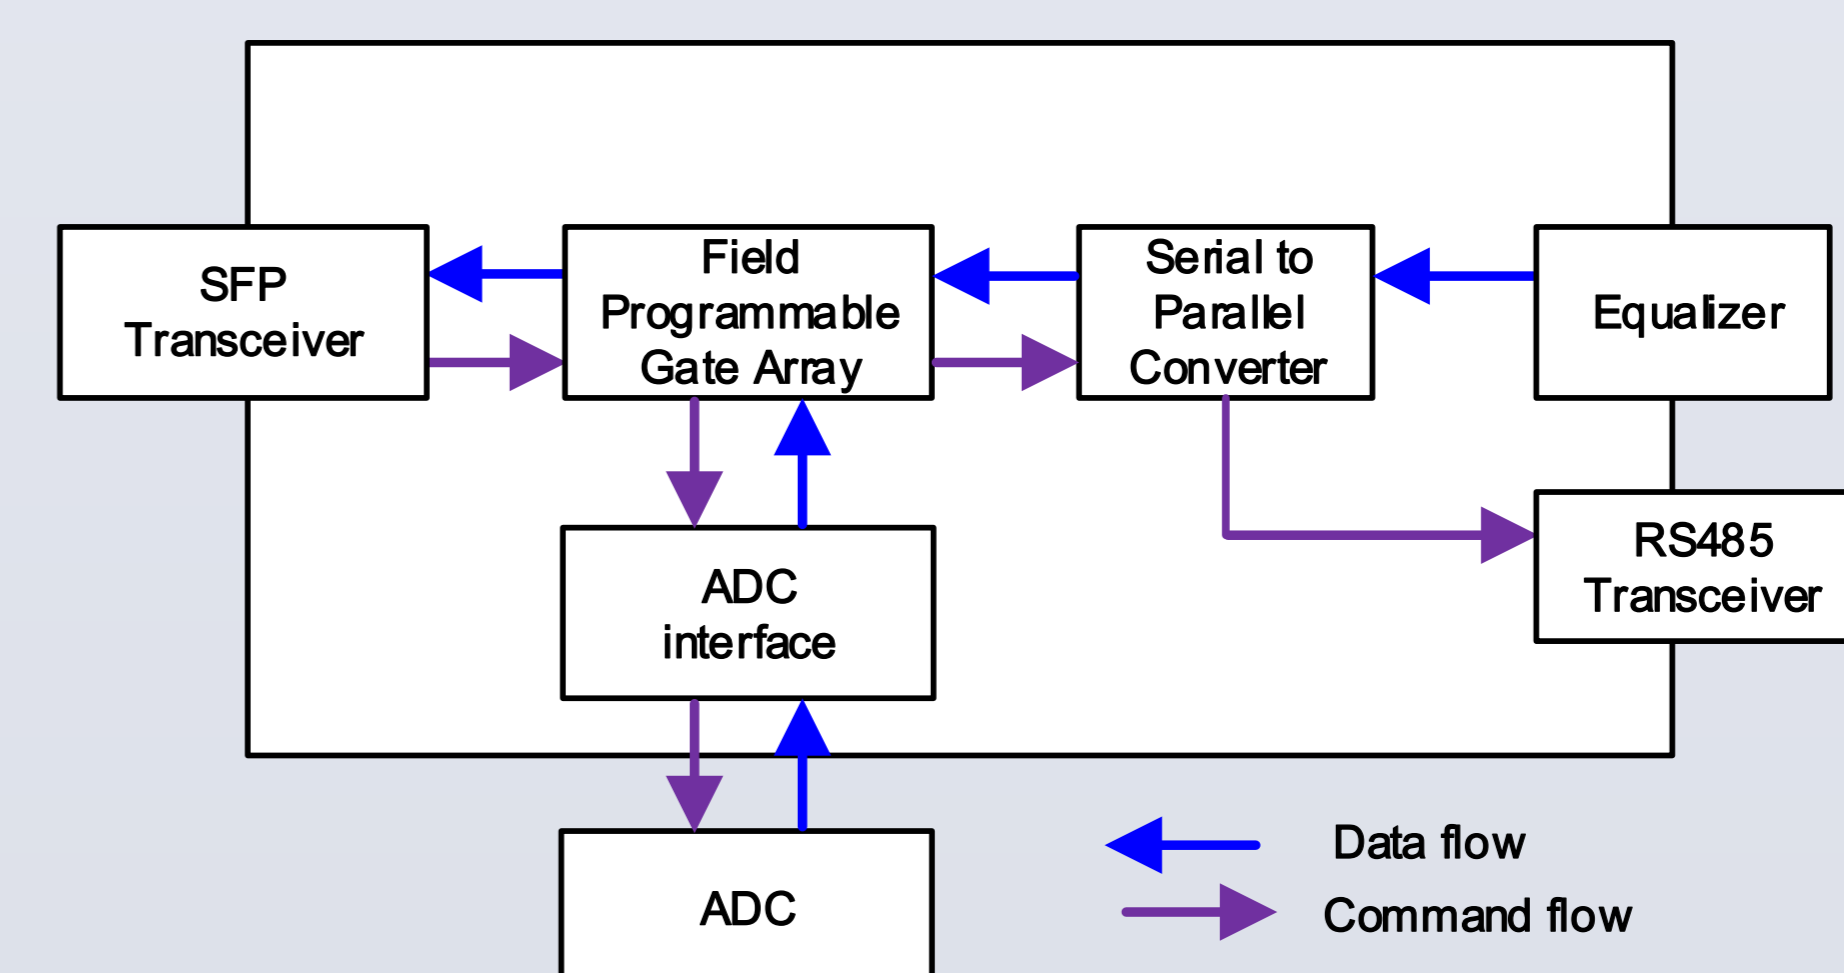 SFP
Transceiver
Field
Programmable
Gate Array
Serial to
Parallel
Converter
Equalizer
RS485
Transceiver
ADC
interface
ADC
Data flow
Command flow